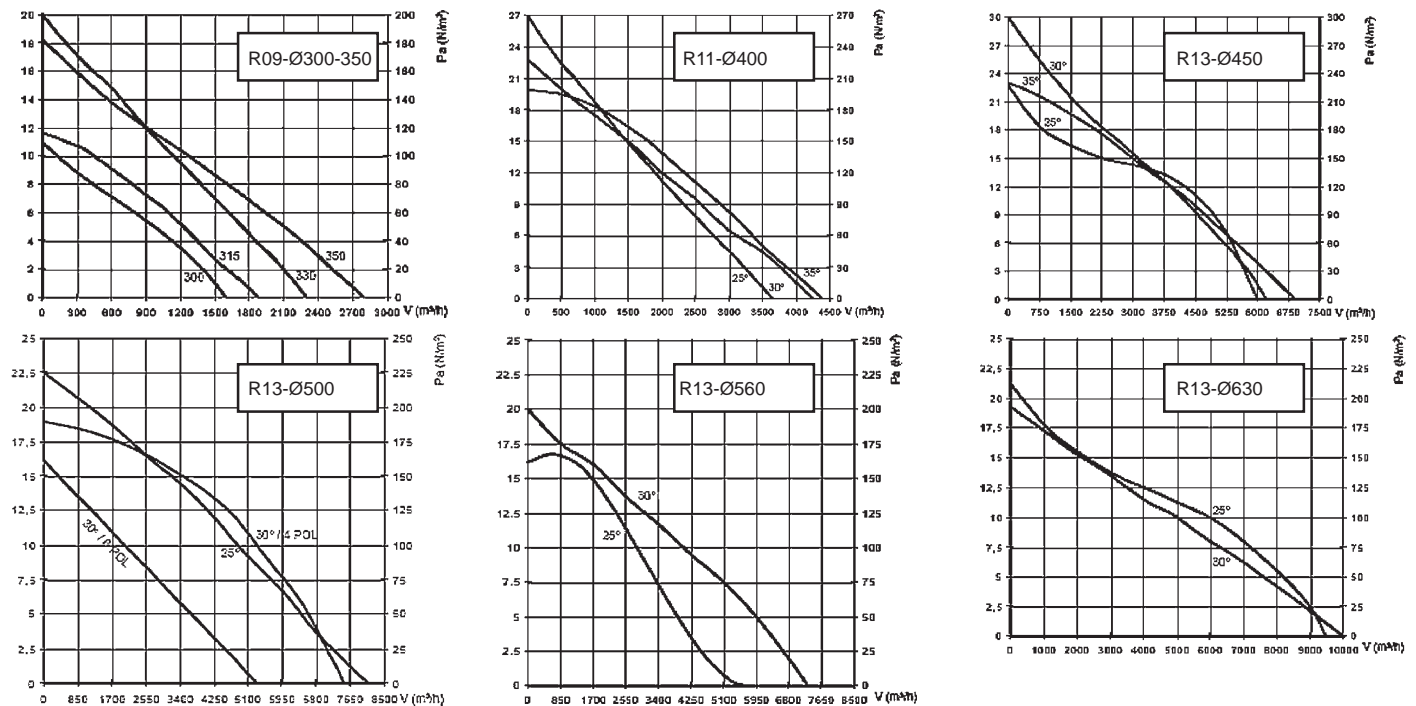 R09-Ø300-350
20 18 16 14 12 10 8 6 4 2 0
200 180 160 140 120 100 80 60 40 20 0
Pa (N/m²)
300 315 330 350
0 300 600 900 1200 1500 1800 2100 2400 2700 3000 V (m³/h)
R11-Ø400
27 24 21 18 15 12 9 6 3 0
270 240 210 180 150 120 90 60 30 0
Pa (N/m²)
25° 30° 35°
0 500 1000 1500 2000 2500 3000 3500 4000 4500 V (m³/h)
R13-Ø450
30 27 24 21 18 15 12 9 6 3 0
300 270 240 210 180 150 120 90 60 30 0
Pa (N/m²)
30°
35°
25°
0 750 1500 2250 3000 3750 4500 5250 6000 6750 7500 V (m³/h)
R13-Ø500
25 22,5 20 17,5 15 12,5 10 7,5 5 2,5 0
250 225 200 175 150 125 100 75 50 25 0
Pa (N/m²)
30° / 4 POL
25°
30° / POL
0 850 1700 2550 3400 4250 5100 5950 6800 7650 8500 V (m³/h)
R13-Ø560
25 22,5 20 17,5 15 12,5 10 7,5 5 2,5 0
250 225 200 175 150 125 100 75 50 25 0
Pa (N/m²)
30°
25°
0 850 1700 2550 3400 4250 5100 5950 6800 7650 8500 V (m³/h)
R13-Ø630
25 22,5 20 17,5 15 12,5 10 7,5 5 2,5 0
250 225 200 175 150 125 100 75 50 25 0
Pa (N/m²)
25°
30°
0 1000 2000 3000 4000 5000 6000 7000 8000 9000 10000 V (m³/h)